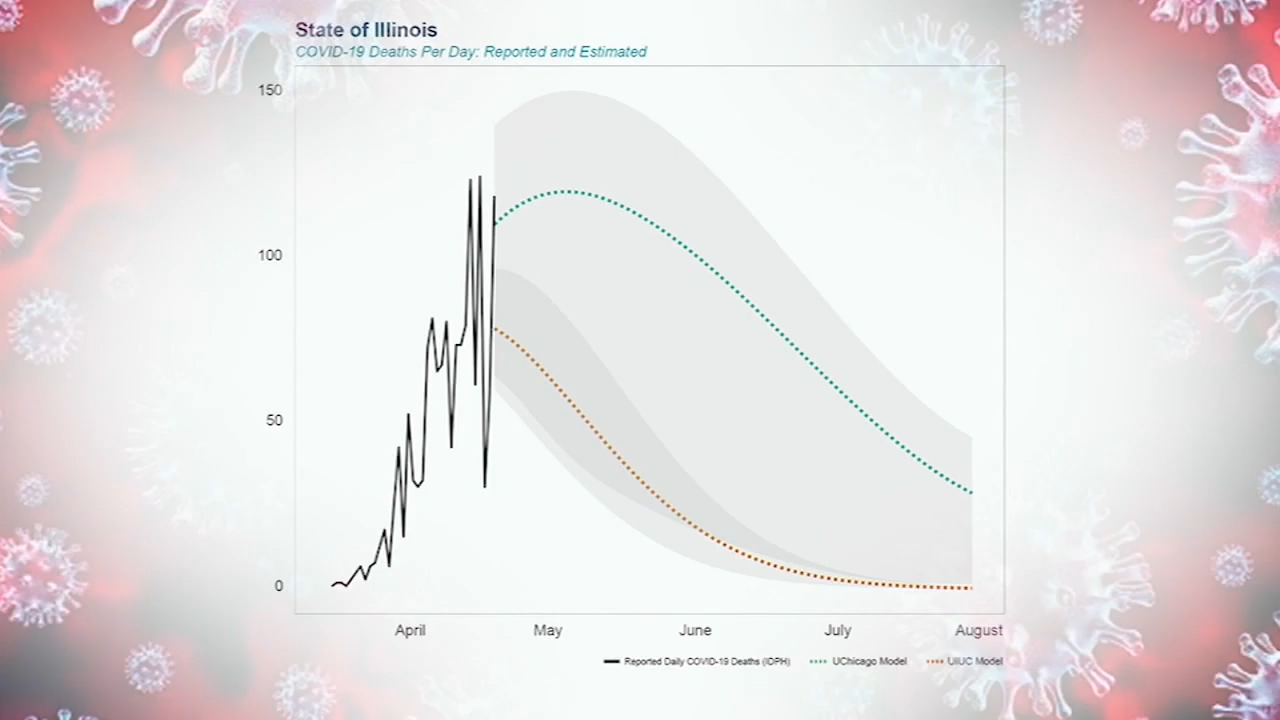 State of Illinois
COVID-19 Deaths Per Day: Reported and Estimated
150
100
50
0
April May June July August
Reported Daily COVID-19 Deaths (IDPH) UChicago Model UIUC Model